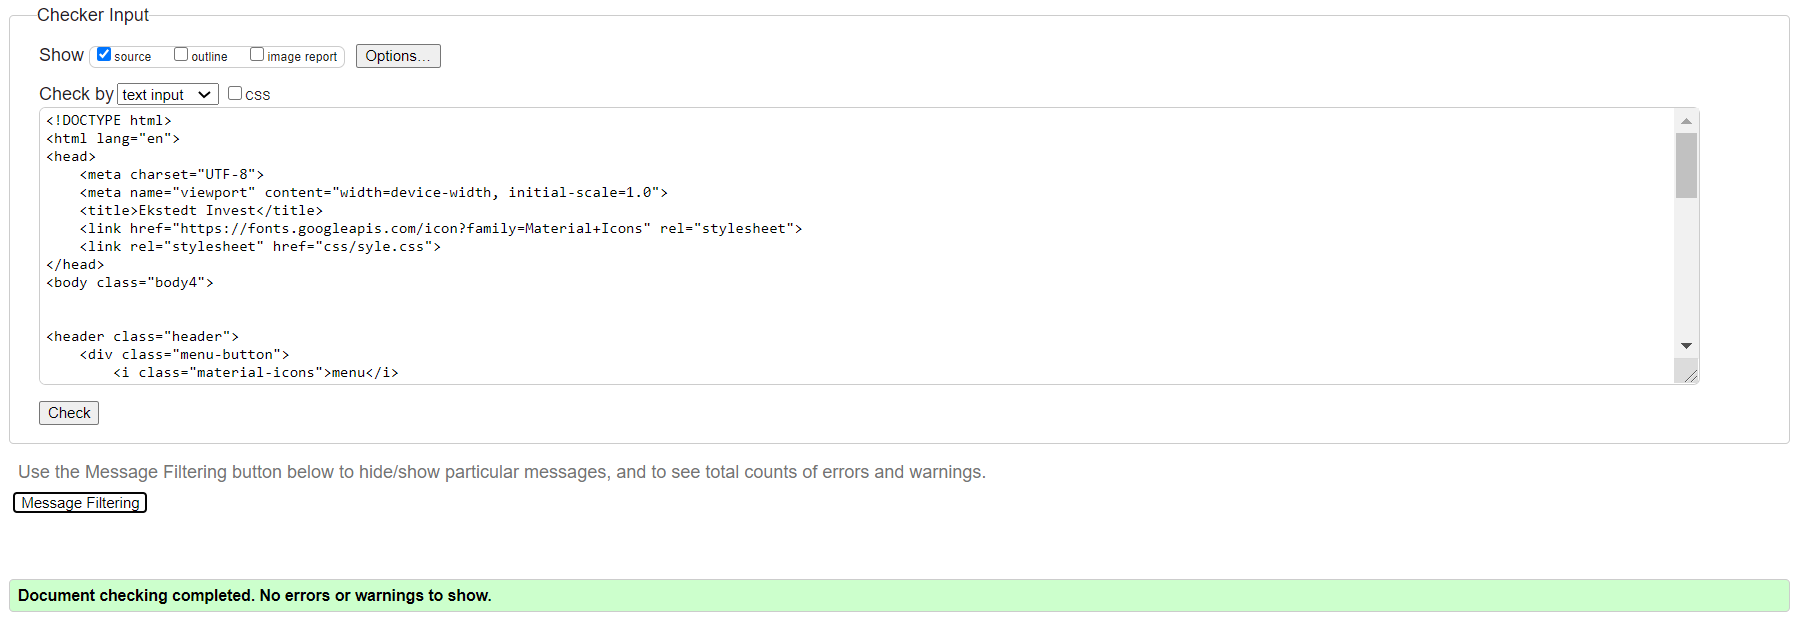 Checker Input
Show source outline image report Options...
Check by text input CSS
<!DOCTYPE html>
<html lang="en">
<head>
    <meta charset="UTF-8">
    <meta name="viewport" content="width=device-width, initial-scale=1.0">
    <title>Ekstedt Invest</title>
    <link href="https://fonts.googleapis.com/icon?family=Material+Icons" rel="stylesheet">
    <link rel="stylesheet" href="css/syle.css">
</head>
<body class="body4">
<header class="header">
    <div class="menu-button">
        <i class="material-icons">menu</i>
Check
Use the Message Filtering button below to hide/show particular messages, and to see total counts of errors and warnings.
Message Filtering
Document checking completed. No errors or warnings to show.